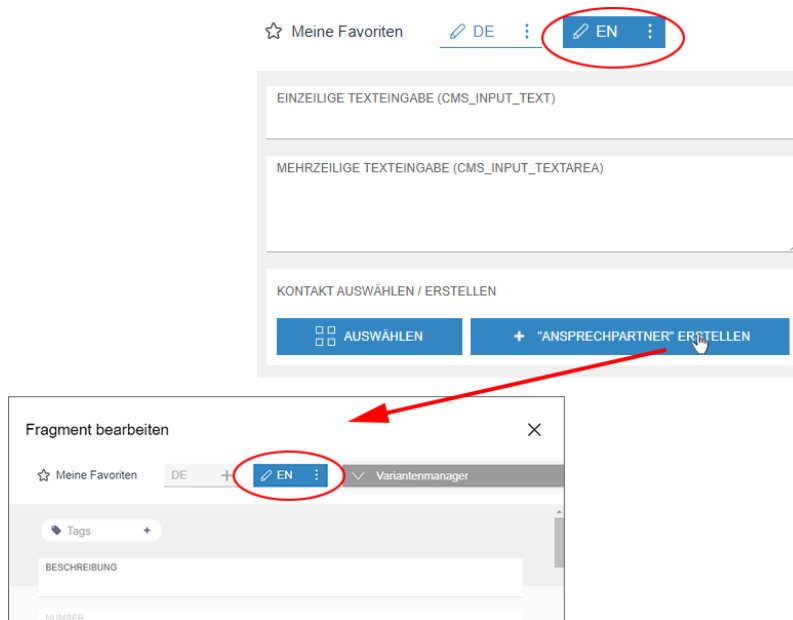 Meine Favoriten DE EN
EINZEILIGE TEXTEINGABE (CMS_INPUT_TEXT)
MEHRZEILIGE TEXTEINGABE (CMS_INPUT_TEXTAREA)
KONTAKT AUSWÄHLEN / ERSTELLEN
AUSWÄHLEN + "ANSPRECHPARTNER" ERSTELLEN
Fragment bearbeiten
Meine Favoriten DE + EN Variantenmanager
Tags +
BESCHREIBUNG
NUMBER